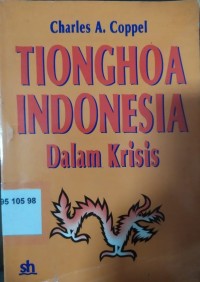 Charles A. Coppel
TIONGHOA
INDONESIA
Dalam Krisis
95 105 98
sh